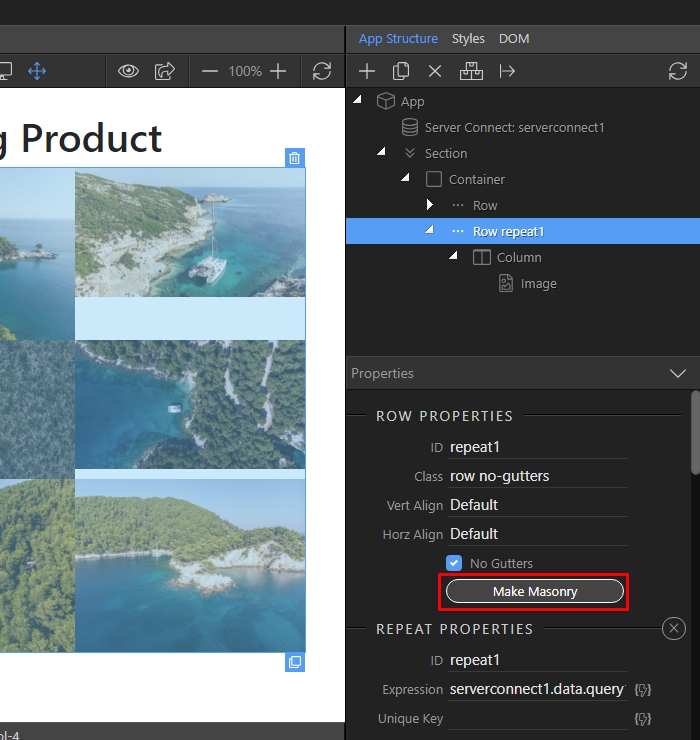 App Structure Styles DOM
100%
App
Server Connect: serverconnect1
Section
Container
Row
Row repeat1
Column
Image
g Product
Properties
ROW PROPERTIES
ID repeat1
Class row no-gutters
Vert Align Default
Horz Align Default
No Gutters
Make Masonry
REPEAT PROPERTIES
ID repeat1
Expression serverconnect1.data.query
Unique Key
ol-4